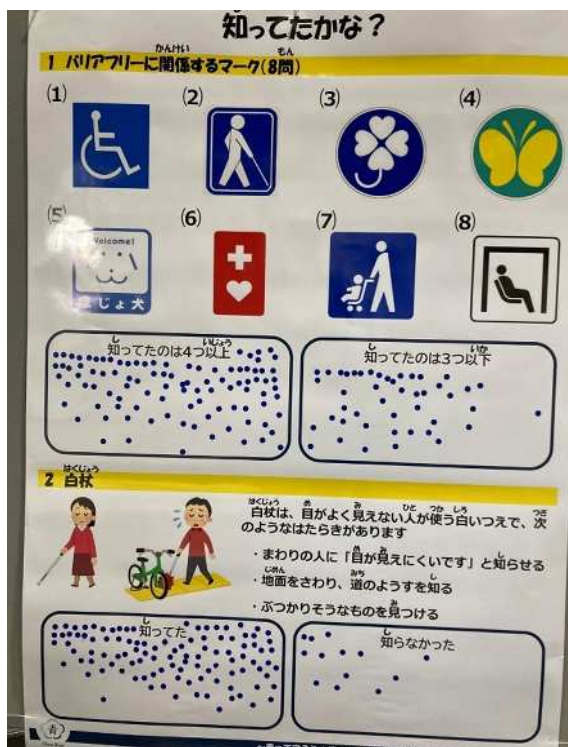 知ってたかな？
1 バリアフリーに関係するマーク(8問)
(1) (2) (3) (4)
(5) (6) (7) (8)
Welcome!
じょ犬
知ってたのは4つ以上
知ってたのは3つ以下
2 白杖
白杖は、目がよく見えない人が使う白いつえで、次
のようなはたらきがあります
・まわりの人に「目が見えにくいです」と知らせる
・地面をさわり、道のようすを知る
・ぶつかりそうなものを見つける
知ってた
知らなかった